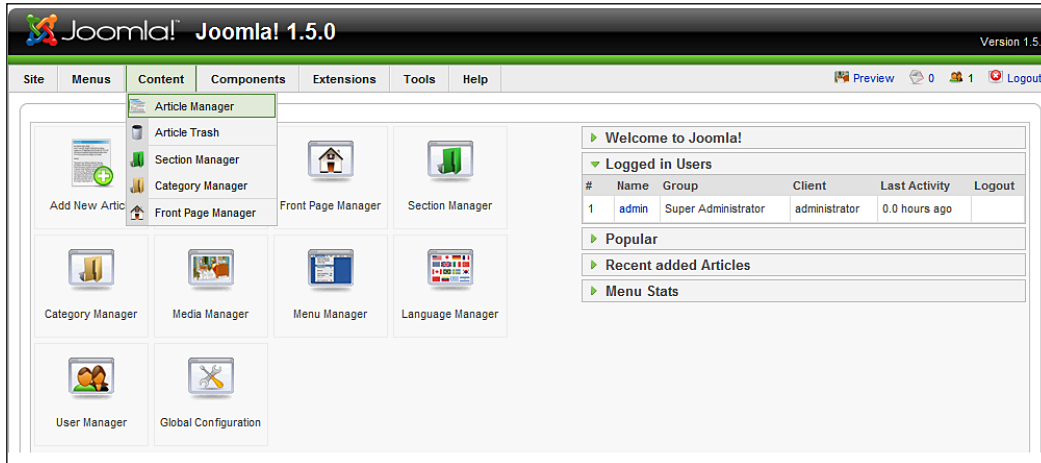 Joomla! Joomla! 1.5.0
Version 1.5.
Site Menus Content Components Extensions Tools Help Preview 0 1 Logout
Article Manager
Article Trash
Section Manager
Category Manager
Front Page Manager
Add New Artic
Front Page Manager
Section Manager
Category Manager
Media Manager
Menu Manager
Language Manager
User Manager
Global Configuration
Welcome to Joomla!
Logged in Users
# Name Group Client Last Activity Logout
1 admin Super Administrator administrator 0.0 hours ago
Popular
Recent added Articles
Menu Stats